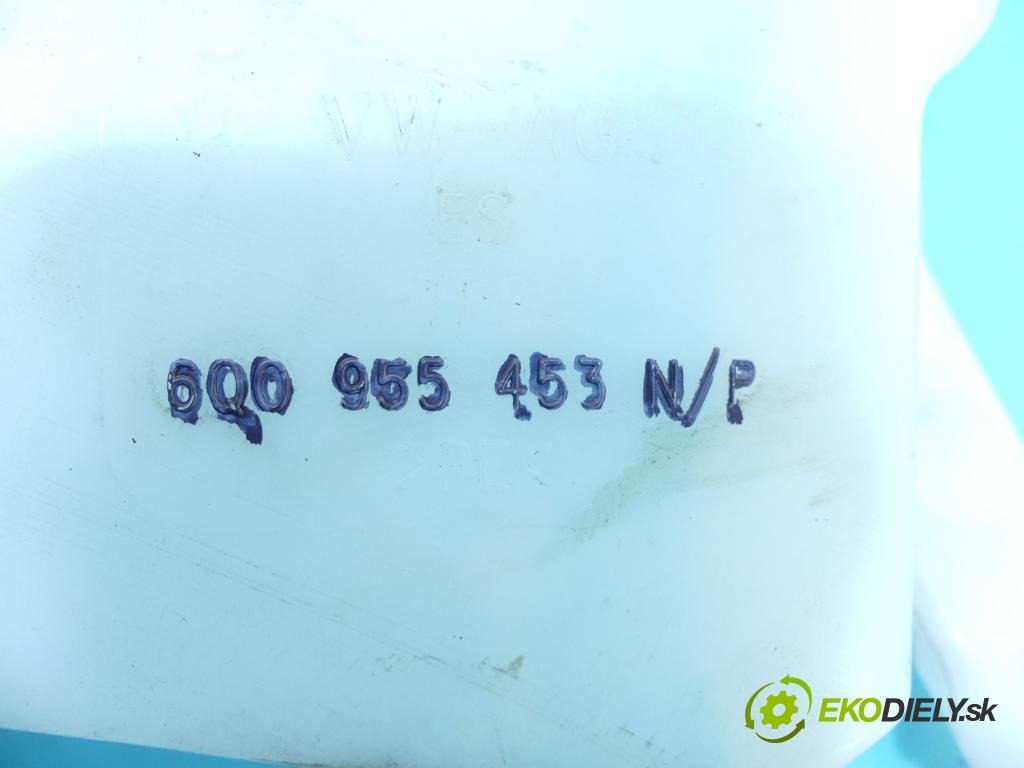 VW-AG
ES
6Q0 955 453 N/P
>PE<
EKODIELY.sk